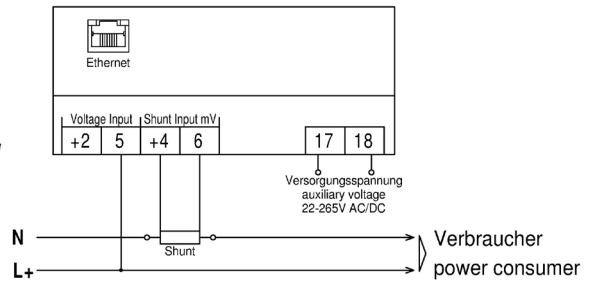 Ethernet
Voltage Input Shunt Input mV
+2 5 +4 6 17 18
Versorgungsspannung
auxiliary voltage
22-265V AC/DC
N Verbraucher
Shunt
L+ power consumer